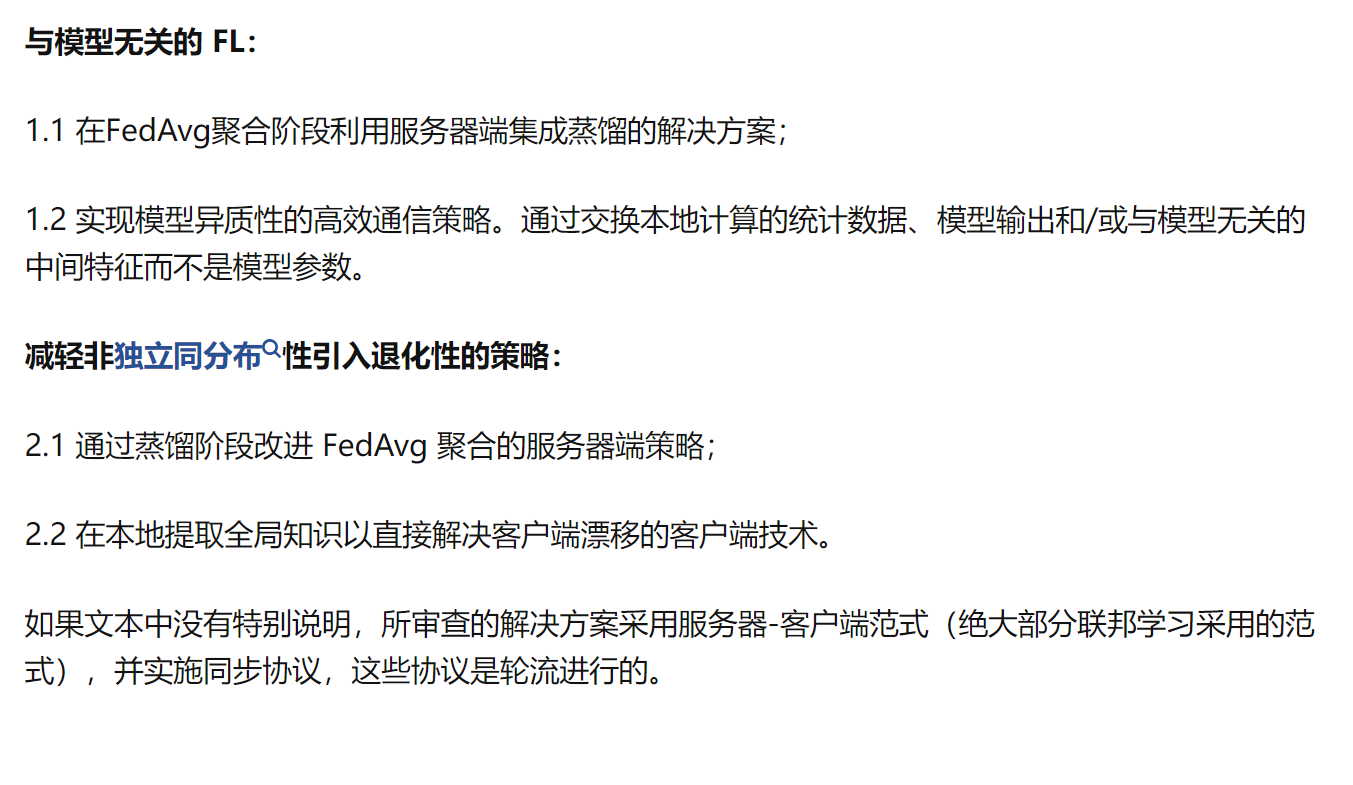 与模型无关的 FL：
1.1 在FedAvg聚合阶段利用服务器端集成蒸馏的解决方案；
1.2 实现模型异质性的高效通信策略。通过交换本地计算的统计数据、模型输出和/或与模型无关的
中间特征而不是模型参数。
减轻非独立同分布性引入退化性的策略：
2.1 通过蒸馏阶段改进 FedAvg 聚合的服务器端策略；
2.2 在本地提取全局知识以直接解决客户端漂移的客户端技术。
如果文本中没有特别说明，所审查的解决方案采用服务器-客户端范式（绝大部分联邦学习采用的范
式），并实施同步协议，这些协议是轮流进行的。